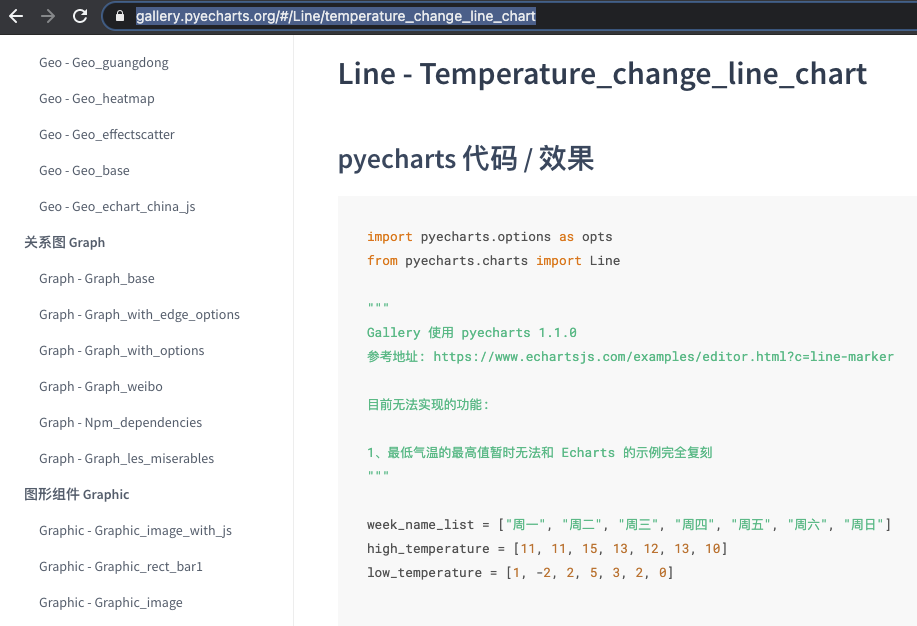 gallery.pyecharts.org/#/Line/temperature_change_line_chart
Geo - Geo_guangdong
Geo - Geo_heatmap
Geo - Geo_effectscatter
Geo - Geo_base
Geo - Geo_echart_china_js
关系图 Graph
Graph - Graph_base
Graph - Graph_with_edge_options
Graph - Graph_with_options
Graph - Graph_weibo
Graph - Npm_dependencies
Graph - Graph_les_miserables
图形组件 Graphic
Graphic - Graphic_image_with_js
Graphic - Graphic_rect_bar1
Graphic - Graphic_image
Line - Temperature_change_line_chart
pyecharts 代码 / 效果
import pyecharts.options as opts
from pyecharts.charts import Line
"""
Gallery 使用 pyecharts 1.1.0
参考地址: https://www.echartsjs.com/examples/editor.html?c=line-marker
目前无法实现的功能:
1、最低气温的最高值暂时无法和 Echarts 的示例完全复刻
"""
week_name_list = ["周一", "周二", "周三", "周四", "周五", "周六", "周日"]
high_temperature = [11, 11, 15, 13, 12, 13, 10]
low_temperature = [1, -2, 2, 5, 3, 2, 0]